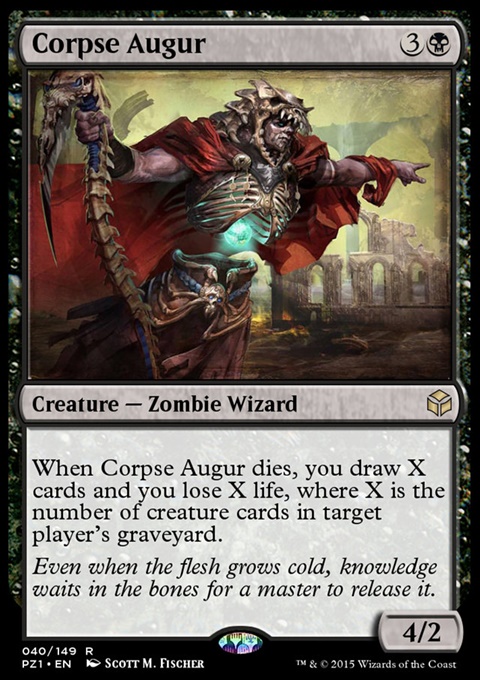 Corpse Augur 3
Creature — Zombie Wizard
When Corpse Augur dies, you draw X
cards and you lose X life, where X is the
number of creature cards in target
player's graveyard.
Even when the flesh grows cold, knowledge
waits in the bones for a master to release it.
4/2
040/149 R
PZ1 • EN Scott M. Fischer ™ & © 2015 Wizards of the Coast